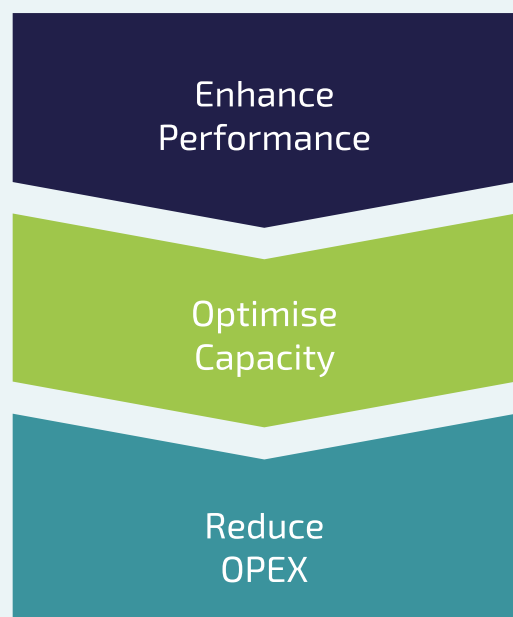 Enhance
Performance
Optimise
Capacity
Reduce
OPEX